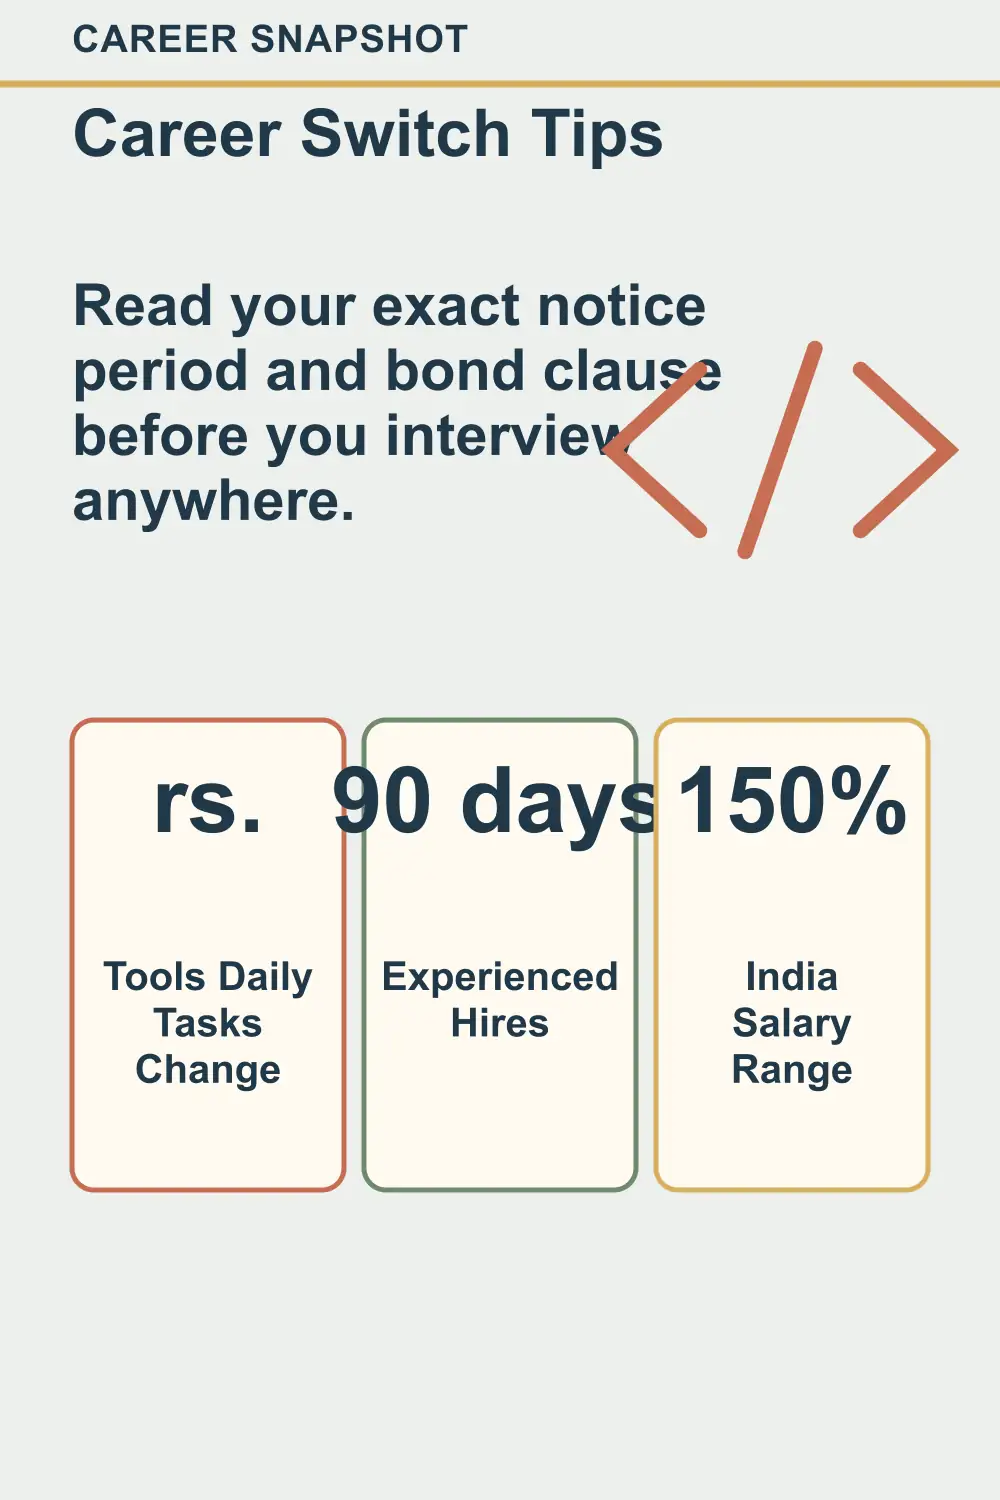 CAREER SNAPSHOT
Career Switch Tips
Read your exact notice
period and bond clause
before you interview
anywhere.
rs.
90 days
150%
Tools Daily
Tasks
Change
Experienced
Hires
India
Salary
Range